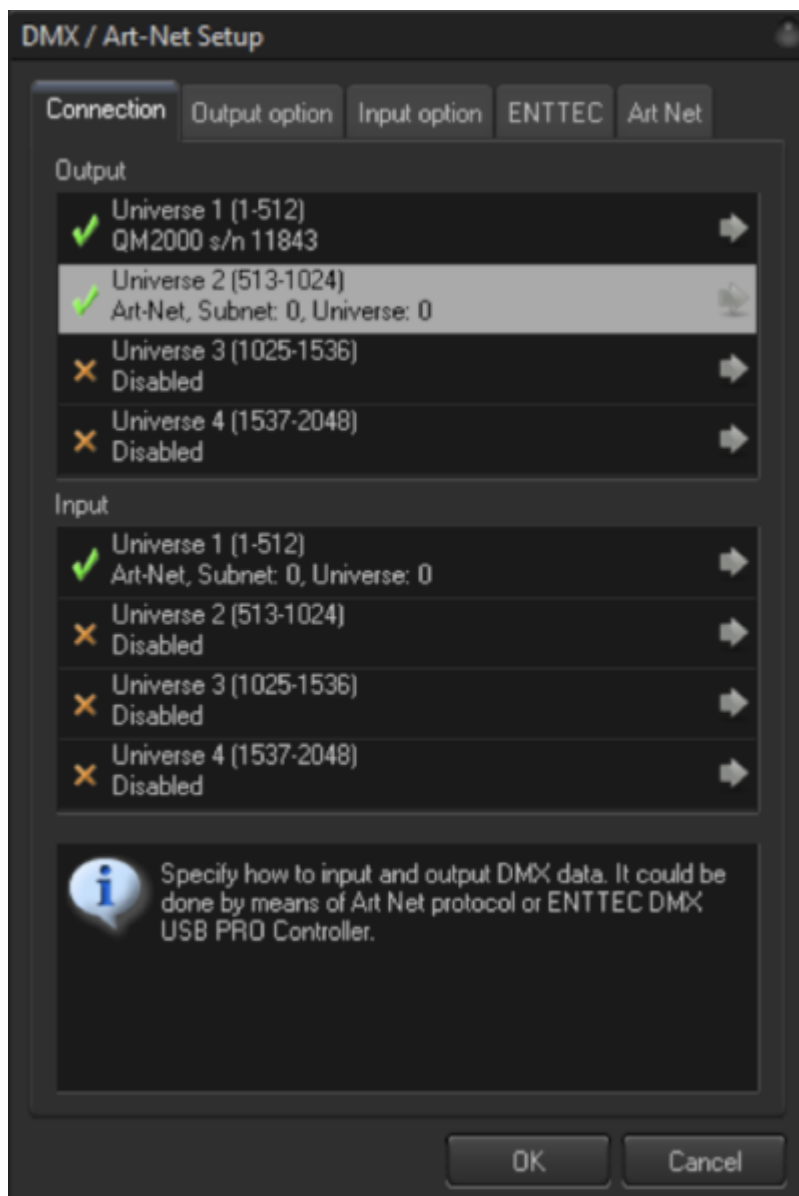 DMX / Art-Net Setup
Connection
Output option
Input option
ENTTEC
Art Net
Output
Universe 1 (1-512)
QM2000 s/n 11843
Universe 2 (513-1024)
Art-Net, Subnet: 0, Universe: 0
Universe 3 (1025-1536)
Disabled
Universe 4 (1537-2048)
Disabled
Input
Universe 1 (1-512)
Art-Net, Subnet: 0, Universe: 0
Universe 2 (513-1024)
Disabled
Universe 3 (1025-1536)
Disabled
Universe 4 (1537-2048)
Disabled
Specify how to input and output DMX data. It could be
done by means of Art Net protocol or ENTTEC DMX
USB PRO Controller.
OK
Cancel